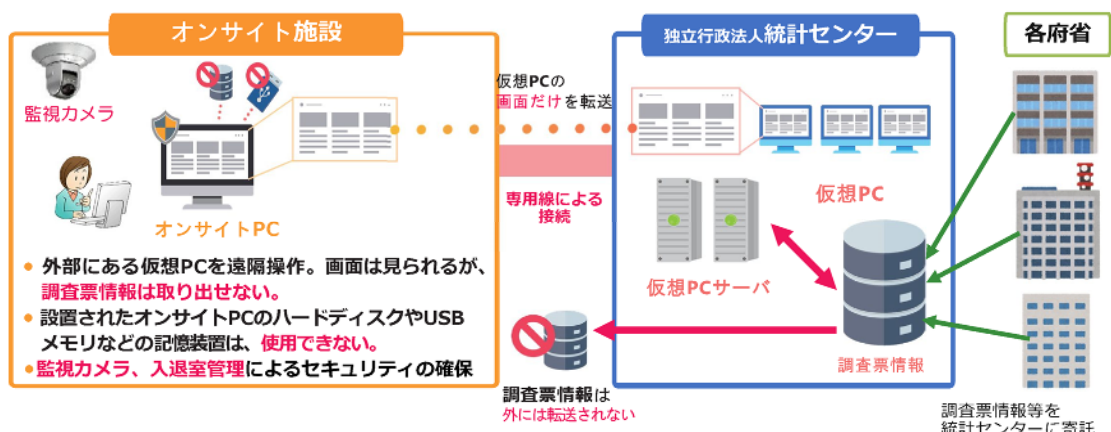 オンサイト施設
監視カメラ
オンサイトPC
● 外部にある仮想PCを遠隔操作。画面は見られるが、
調査票情報は取り出せない。
● 設置されたオンサイトPCのハードディスクやUSB
メモリなどの記憶装置は、使用できない。
●監視カメラ、入退室管理によるセキュリティの確保
仮想PCの
画面だけを転送
専用線による
接続
調査票情報は
外には転送されない
独立行政法人統計センター
仮想PC
仮想PCサーバ
調査票情報
各府省
調査票情報等を
統計センターに寄託